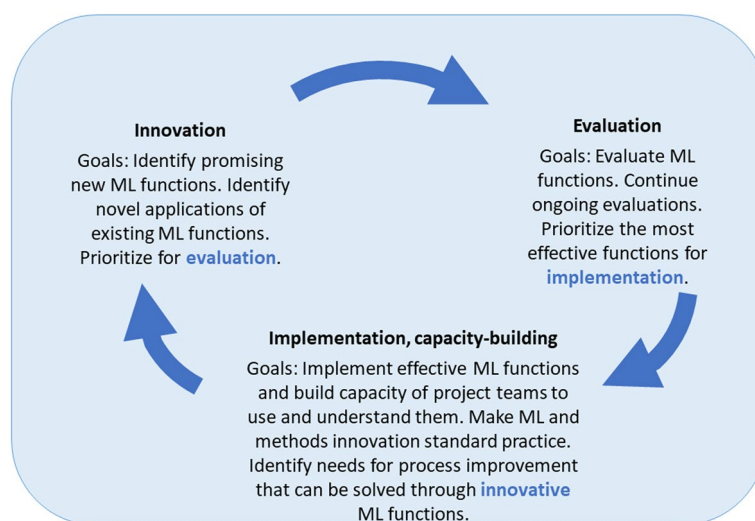 Innovation
Goals: Identify promising
new ML functions. Identify
novel applications of
existing ML functions.
Prioritize for evaluation.
Evaluation
Goals: Evaluate ML
functions. Continue
ongoing evaluations.
Prioritize the most
effective functions for
implementation.
Implementation, capacity-building
Goals: Implement effective ML functions
and build capacity of project teams to
use and understand them. Make ML and
methods innovation standard practice.
Identify needs for process improvement
that can be solved through innovative
ML functions.